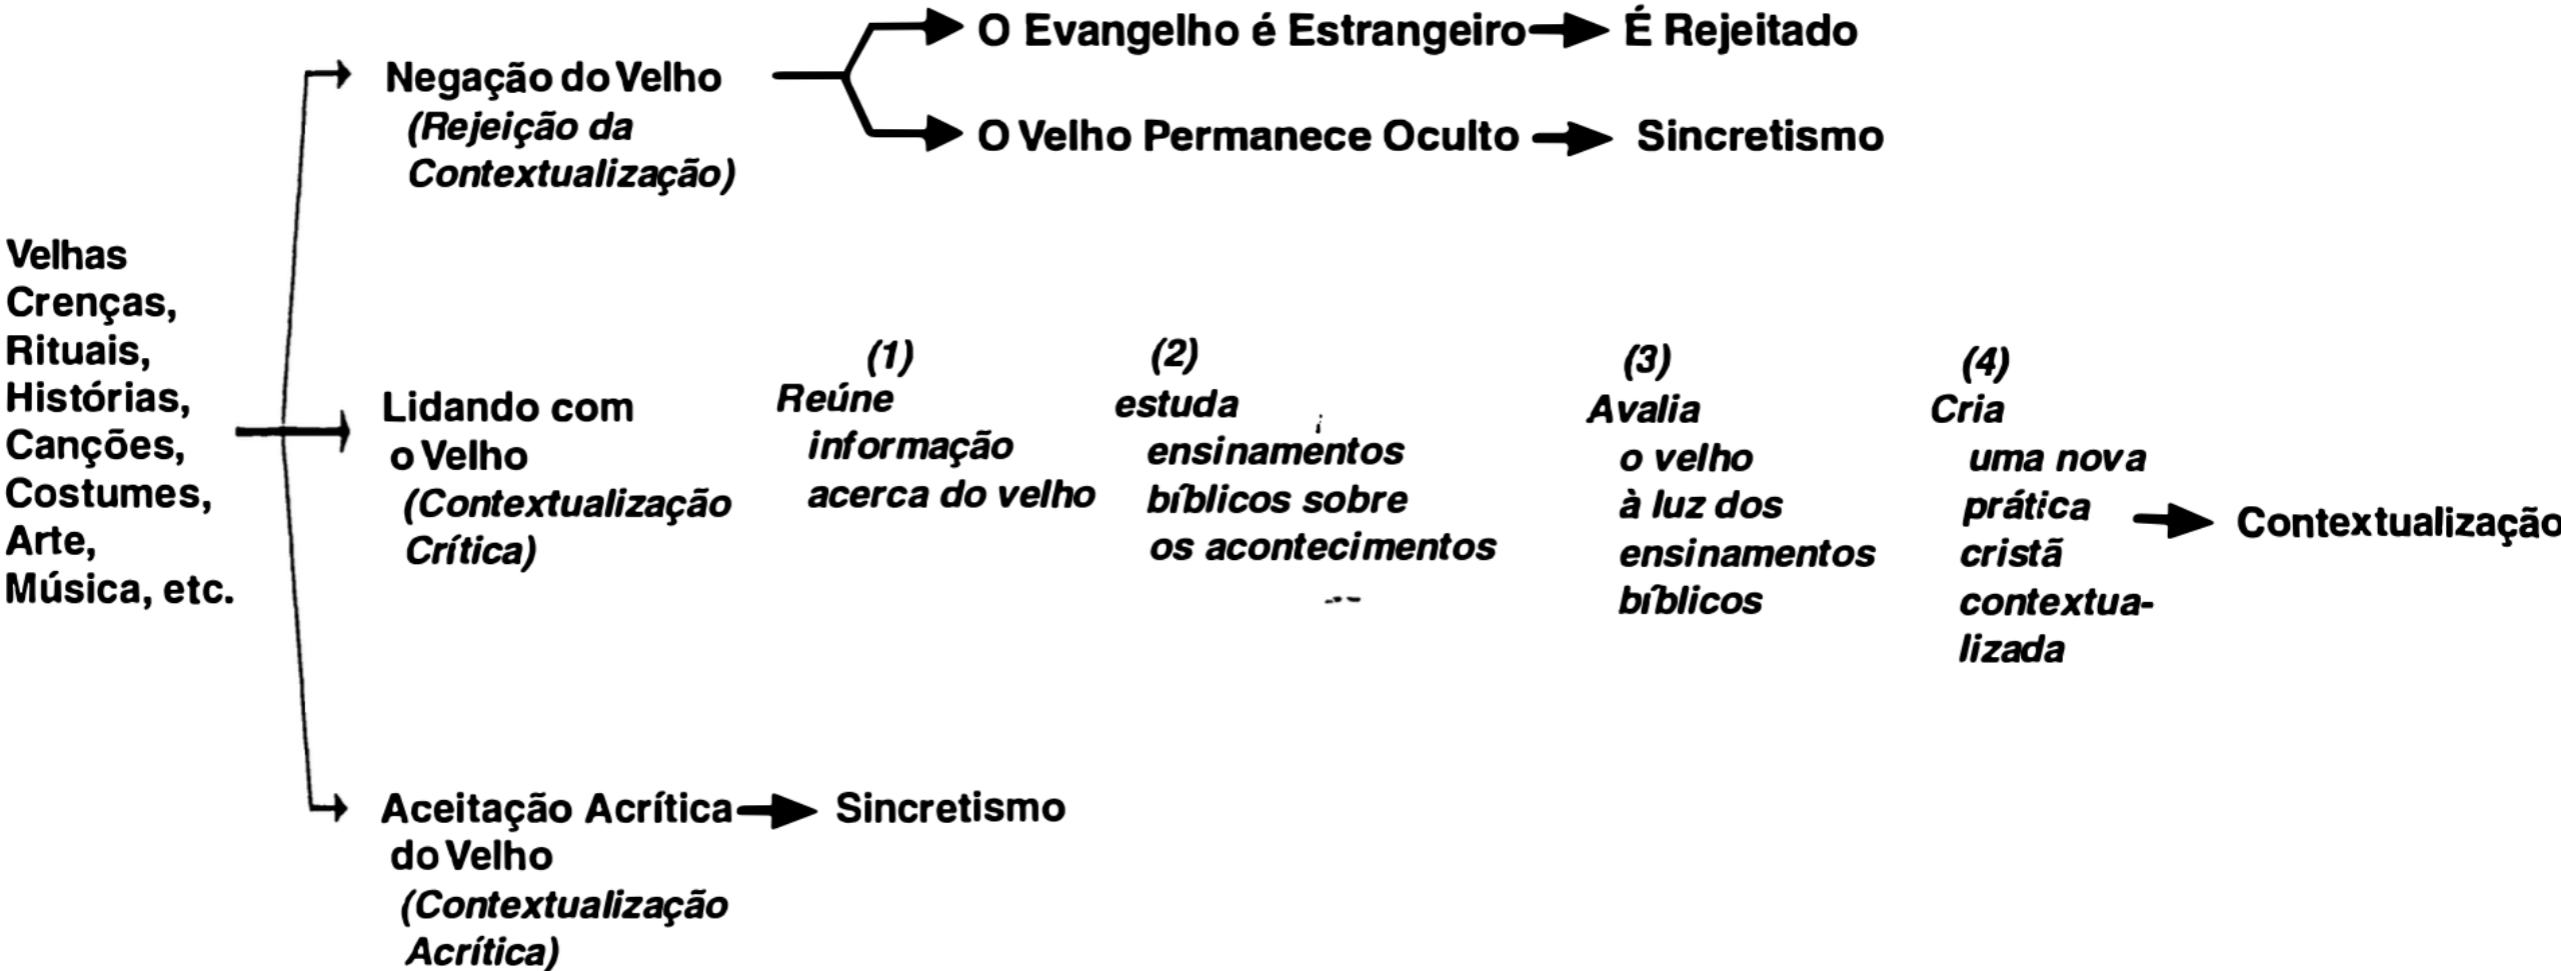 Velhas
Crenças,
Rituais,
Histórias,
Canções,
Costumes,
Arte,
Música, etc.
Negação do Velho
(Rejeição da
Contextualização)
O Evangelho é Estrangeiro
É Rejeitado
O Velho Permanece Oculto
Sincretismo
Lidando com
o Velho
(Contextualização
Crítica)
(1)
Reúne
informação
acerca do velho
(2)
estuda
ensinamentos
bíblicos sobre
os acontecimentos
(3)
Avalia
o velho
à luz dos
ensinamentos
bíblicos
(4)
Cria
uma nova
prática
cristã
contextua-
lizada
Contextualização
Aceitação Acrítica
do Velho
(Contextualização
Acrítica)
Sincretismo